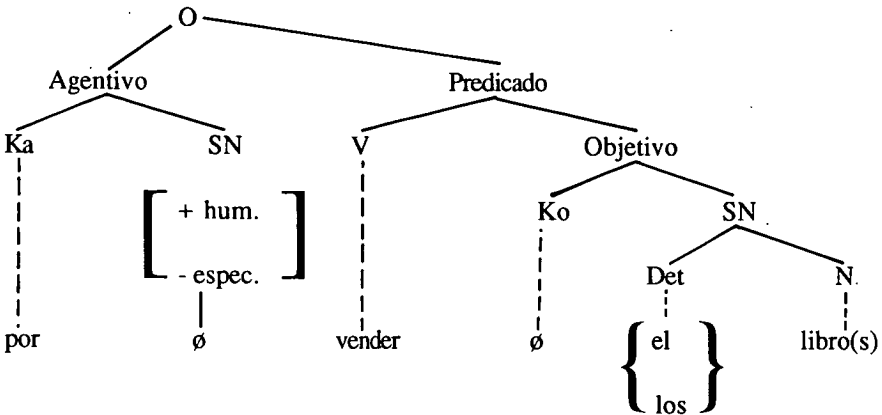 O
Agentivo Predicado
Ka SN V Objetivo
+ hum. Ko SN
- espec. Det N
por ø vender ø el libro(s)
los